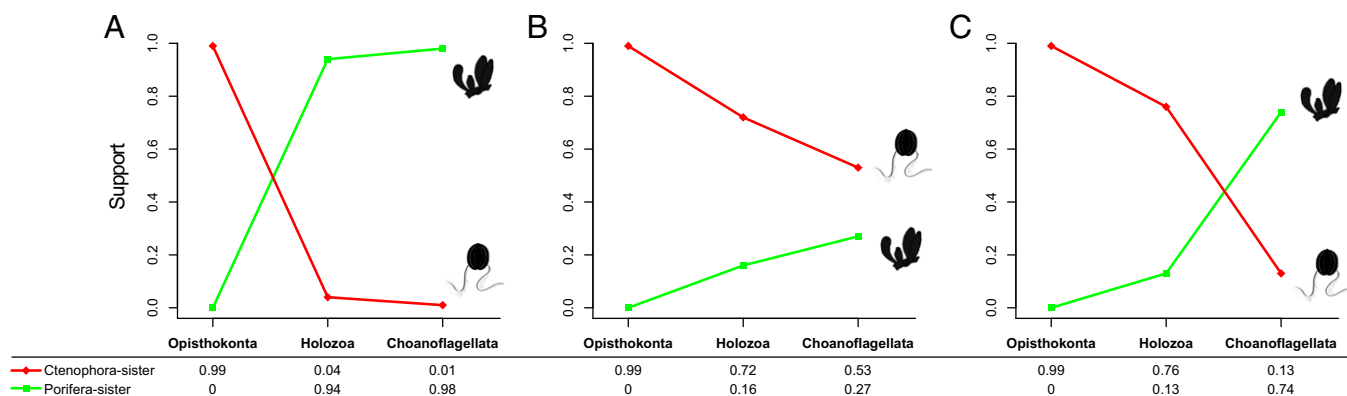 A B C
1.0 1.0 1.0
0.8 0.8 0.8
0.6 0.6 0.6
Support
0.4 0.4 0.4
0.2 0.2 0.2
0.0 0.0 0.0
Opisthokonta Holozoa Choanoflagellata Opisthokonta Holozoa Choanoflagellata Opisthokonta Holozoa Choanoflagellata
Ctenophora-sister 0.99 0.04 0.01 0.99 0.72 0.53 0.99 0.76 0.13
Porifera-sister 0 0.94 0.98 0 0.16 0.27 0 0.13 0.74